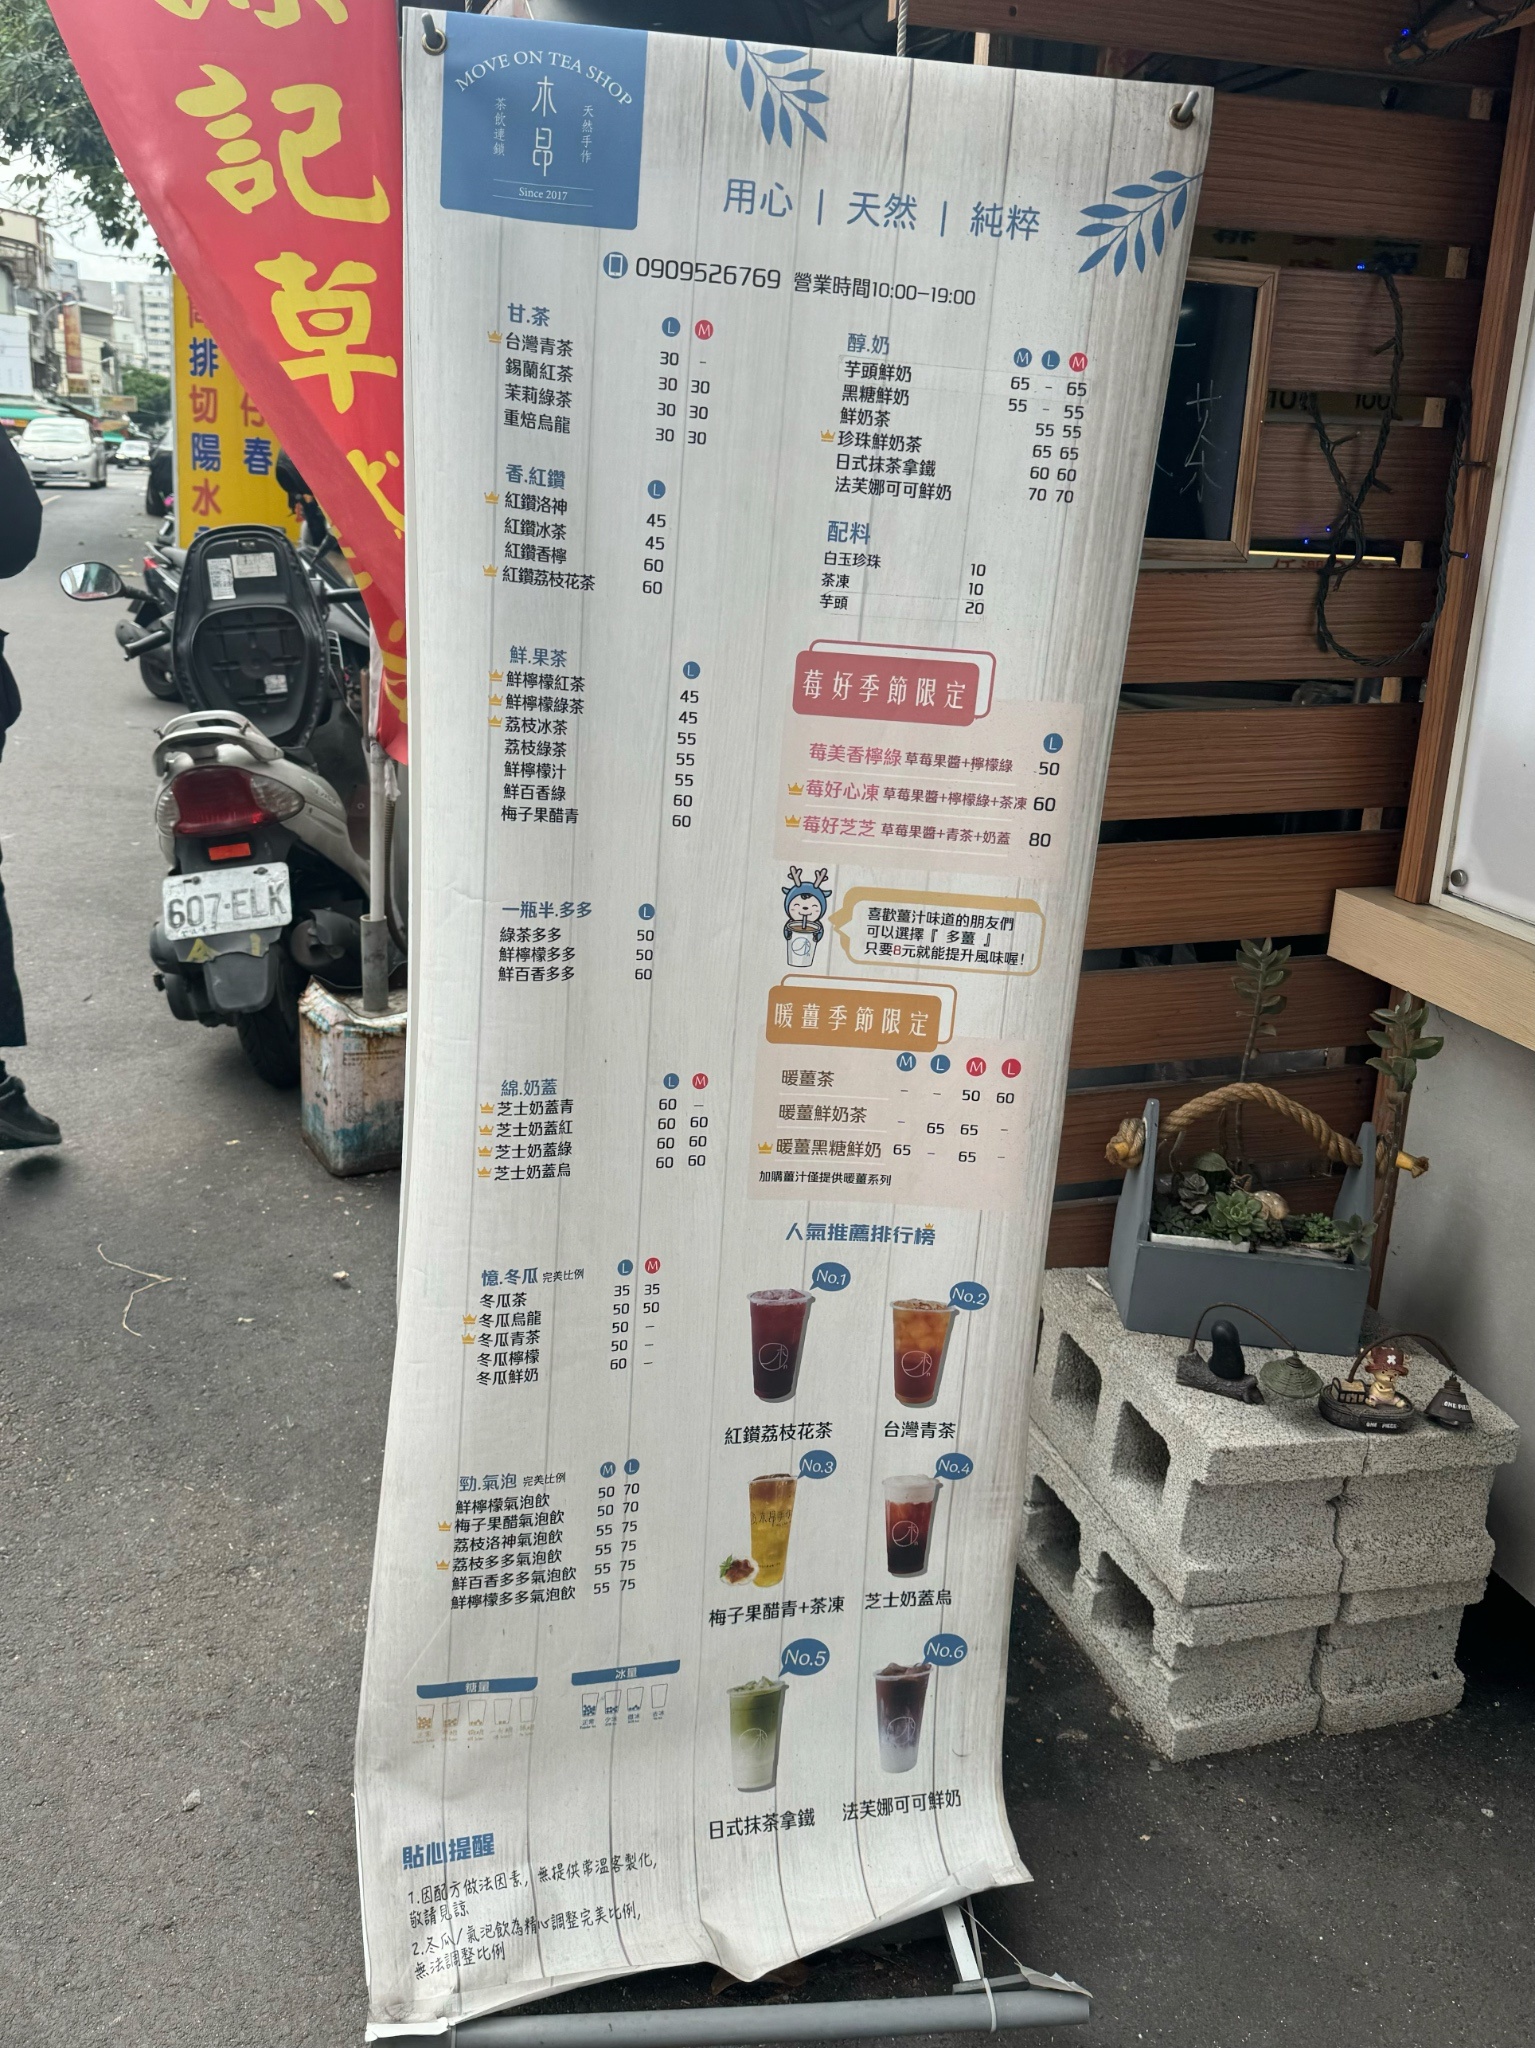 記
草
排
切
陽
水
仔
春
607-ELK
MOVE ON TEA SHOP
木昂
茶飲連鎖
天然手作
Since 2017
用心 | 天然 | 純粹
0909526769 營業時間10:00-19:00
甘.茶 L M
台灣青茶 30 -
錫蘭紅茶 30 30
茉莉綠茶 30 30
重焙烏龍 30 30
香.紅鑽 L
紅鑽洛神 45
紅鑽冰茶 45
紅鑽香檸 60
紅鑽荔枝花茶 60
鮮.果茶 L
鮮檸檬紅茶 45
鮮檸檬綠茶 45
荔枝冰茶 55
荔枝綠茶 55
鮮檸檬汁 55
鮮百香綠 60
梅子果醋青 60
一瓶半.多多 L
綠茶多多 50
鮮檸檬多多 50
鮮百香多多 60
綿.奶蓋 L M
芝士奶蓋青 60 -
芝士奶蓋紅 60 60
芝士奶蓋綠 60 60
芝士奶蓋烏 60 60
憶.冬瓜 完美比例 L M
冬瓜茶 35 35
冬瓜烏龍 50 50
冬瓜青茶 50 -
冬瓜檸檬 50 -
冬瓜鮮奶 60 -
勁.氣泡 完美比例 M L
鮮檸檬氣泡飲 50 70
梅子果醋氣泡飲 50 70
荔枝洛神氣泡飲 55 75
荔枝多多氣泡飲 55 75
鮮百香多多氣泡飲 55 75
鮮檸檬多多氣泡飲 55 75
糖量
冰量
貼心提醒
1.因配方做法因素，無提供常溫客製化，
敬請見諒
2.冬瓜/氣泡飲為精心調整完美比例，
無法調整比例
醇.奶 M L M
芋頭鮮奶 65 - 65
黑糖鮮奶 55 - 55
鮮奶茶 55 55
珍珠鮮奶茶 65 65
日式抹茶拿鐵 60 60
法芙娜可可鮮奶 70 70
配料
白玉珍珠 10
茶凍 10
芋頭 20
莓好季節限定
L
莓美香檸綠 草莓果醬+檸檬綠 50
莓好心凍 草莓果醬+檸檬綠+茶凍 60
莓好芝芝 草莓果醬+青茶+奶蓋 80
喜歡薑汁味道的朋友們
可以選擇『 多薑 』
只要8元就能提升風味喔！
暖薑季節限定
M L M L
暖薑茶 - - 50 60
暖薑鮮奶茶 - 65 65 -
暖薑黑糖鮮奶 65 - 65 -
加購薑汁僅提供暖薑系列
人氣推薦排行榜
No.1
紅鑽荔枝花茶
No.2
台灣青茶
No.3
梅子果醋青+茶凍
No.4
芝士奶蓋烏
No.5
日式抹茶拿鐵
No.6
法芙娜可可鮮奶
ONE PIECE